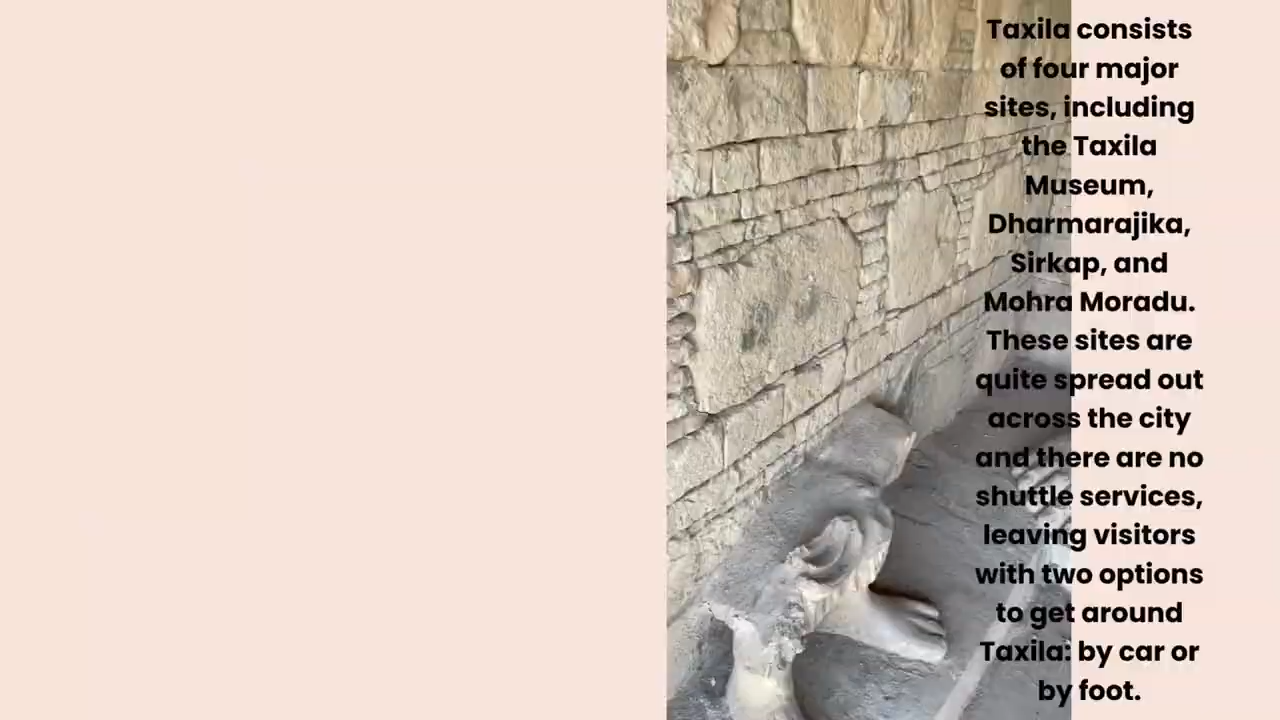 Taxila consists
of four major
sites, including
the Taxila
Museum,
Dharmarajika,
Sirkap, and
Mohra Moradu.
These sites are
quite spread out
across the city
and there are no
shuttle services,
leaving visitors
with two options
to get around
Taxila: by car or
by foot.